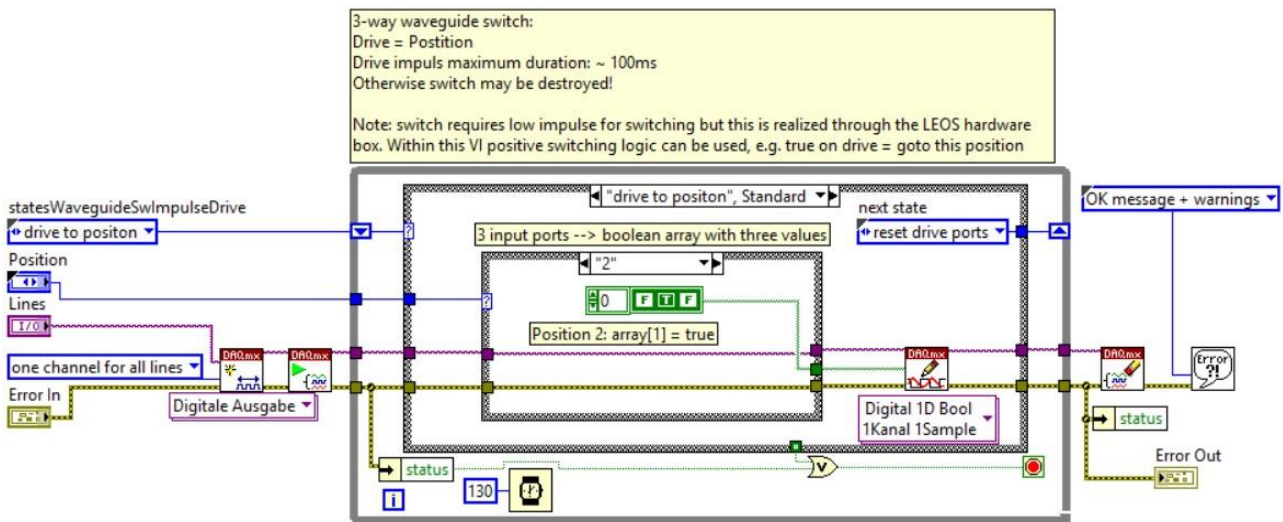 3-way waveguide switch:
Drive = Postition
Drive impuls maximum duration: ~ 100ms
Otherwise switch may be destroyed!
Note: switch requires low impulse for switching but this is realized through the LEOS hardware
box. Within this VI positive switching logic can be used, e.g. true on drive = goto this position
statesWaveguideSwImpulseDrive
drive to positon
Position
Lines
I/O
one channel for all lines
Error In
DAQmx
DAQmx
Digitale Ausgabe
"drive to positon", Standard
3 input ports --> boolean array with three values
"2"
0
F T F
Position 2: array[1] = true
next state
reset drive ports
DAQmx
Digital 1D Bool
1Kanal 1Sample
status
i
130
V
OK message + warnings
DAQmx
Error
?!
status
Error Out